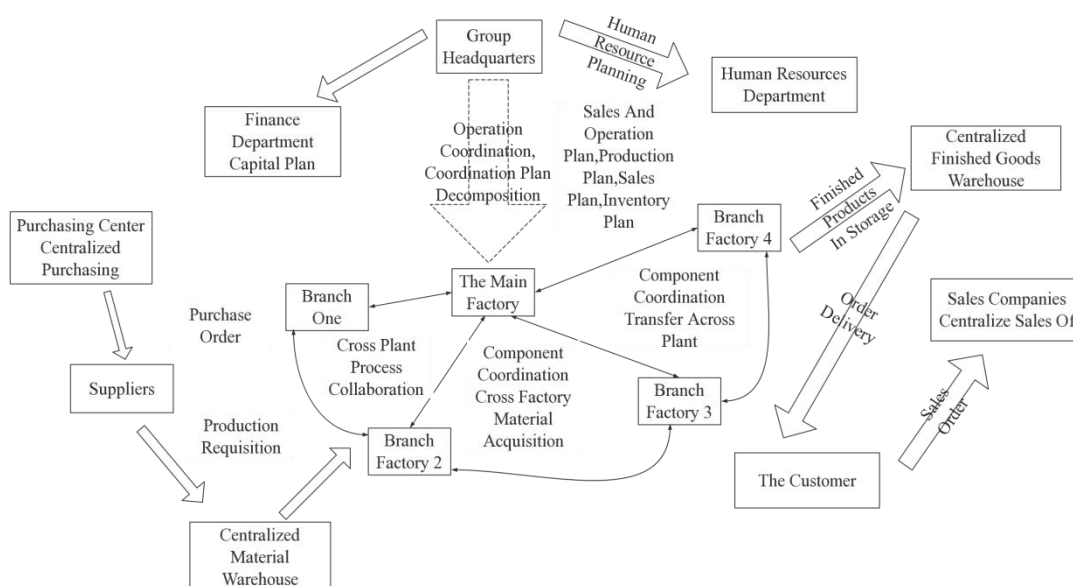 Group
Headquarters
Human
Resource
Planning
Human Resources
Department
Finance
Department
Capital Plan
Operation
Coordination,
Coordination Plan
Decomposition
Sales And
Operation
Plan,Production
Plan,Sales
Plan,Inventory
Plan
Centralized
Finished Goods
Warehouse
Finished
Products
In Storage
Branch
Factory 4
Purchasing Center
Centralized
Purchasing
The Main
Factory
Branch
One
Component
Coordination
Transfer Across
Plant
Order
Delivery
Sales Companies
Centralize Sales Of
Purchase
Order
Cross Plant
Process
Collaboration
Component
Coordination
Cross Factory
Material
Acquisition
Suppliers
Branch
Factory 3
Sales
Order
Production
Requisition
Branch
Factory 2
The Customer
Centralized
Material
Warehouse